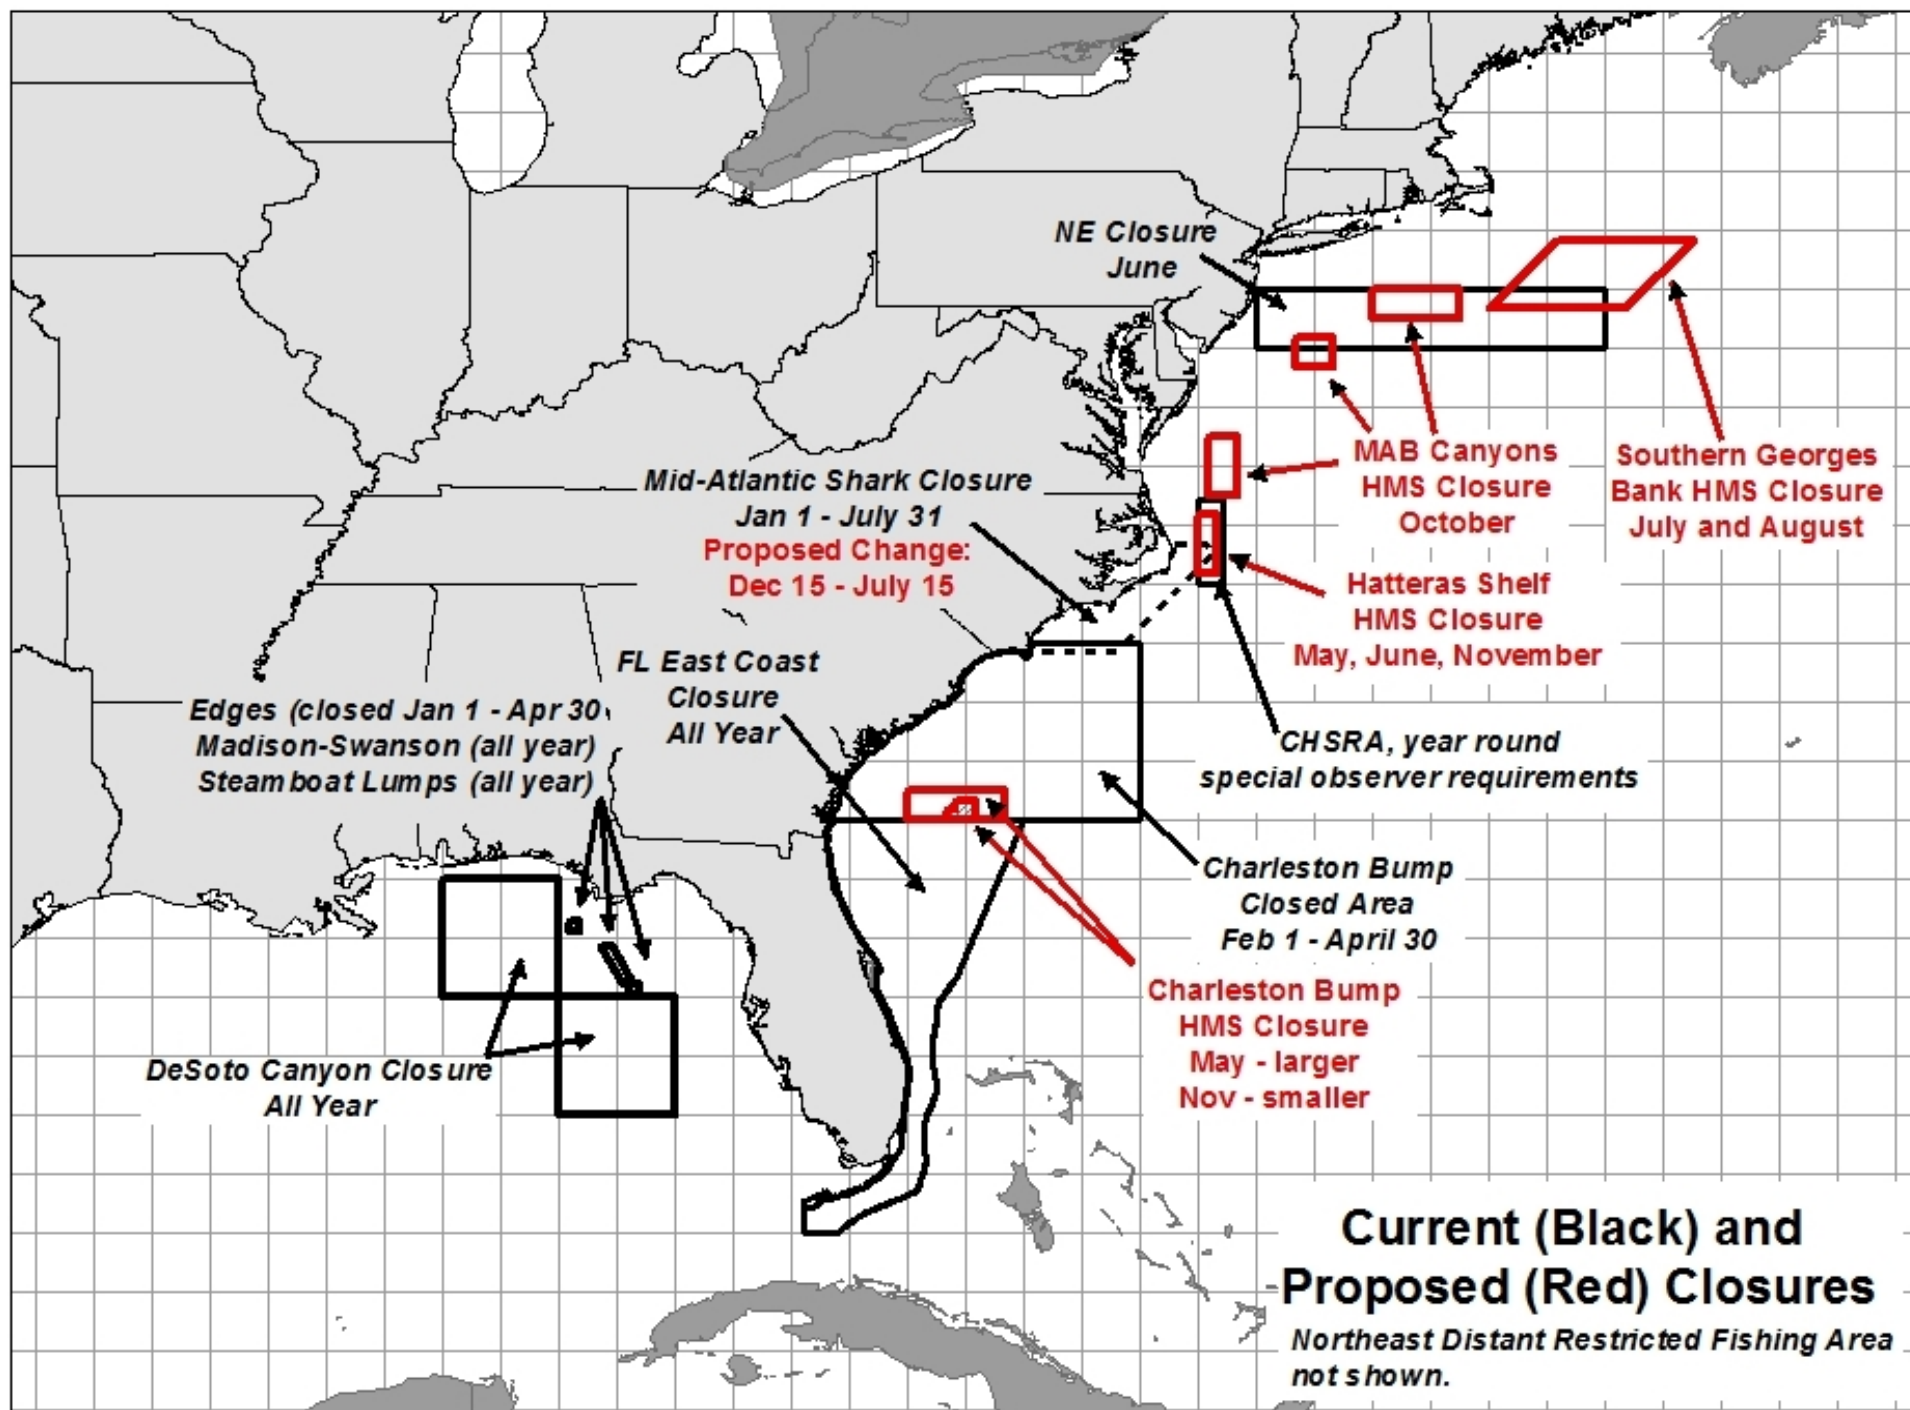 NE Closure
June
MAB Canyons
HMS Closure
October
Southern Georges
Bank HMS Closure
July and August
Mid-Atlantic Shark Closure
Jan 1 - July 31
Proposed Change:
Dec 15 - July 15
Hatteras Shelf
HMS Closure
May, June, November
FL East Coast
Closure
All Year
Edges (closed Jan 1 - Apr 30
Madison-Swanson (all year)
Steamboat Lumps (all year)
CHSRA, year round
special observer requirements
Charleston Bump
Closed Area
Feb 1 - April 30
Charleston Bump
HMS Closure
May - larger
Nov - smaller
DeSoto Canyon Closure
All Year
Current (Black) and
Proposed (Red) Closures
Northeast Distant Restricted Fishing Area
not shown.